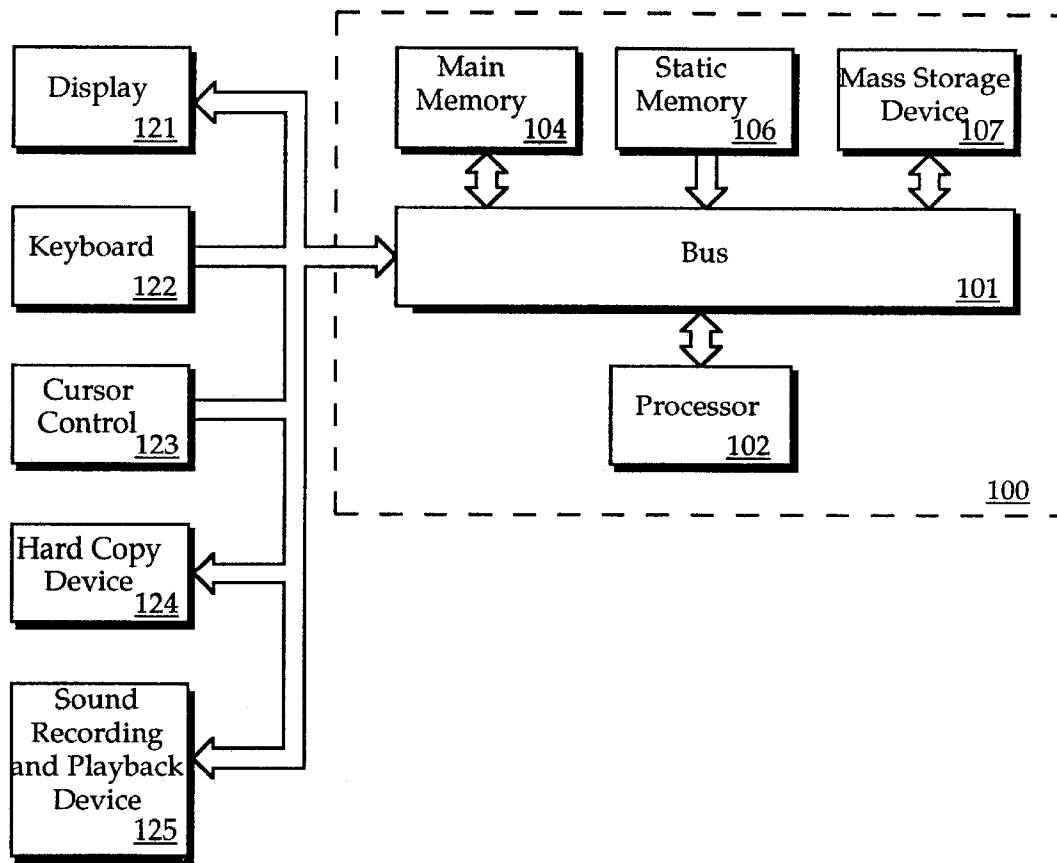 Display
121
Keyboard
122
Cursor
Control
123
Hard Copy
Device
124
Sound
Recording
and Playback
Device
125
Main
Memory
104
Static
Memory
106
Mass Storage
Device
107
Bus
101
Processor
102
100